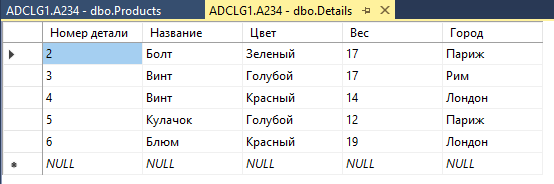 ADCLG1.A234 - dbo.Products ADCLG1.A234 - dbo.Details
Номер детали Название Цвет Вес Город
2 Болт Зеленый 17 Париж
3 Винт Голубой 17 Рим
4 Винт Красный 14 Лондон
5 Кулачок Голубой 12 Париж
6 Блюм Красный 19 Лондон
NULL NULL NULL NULL NULL